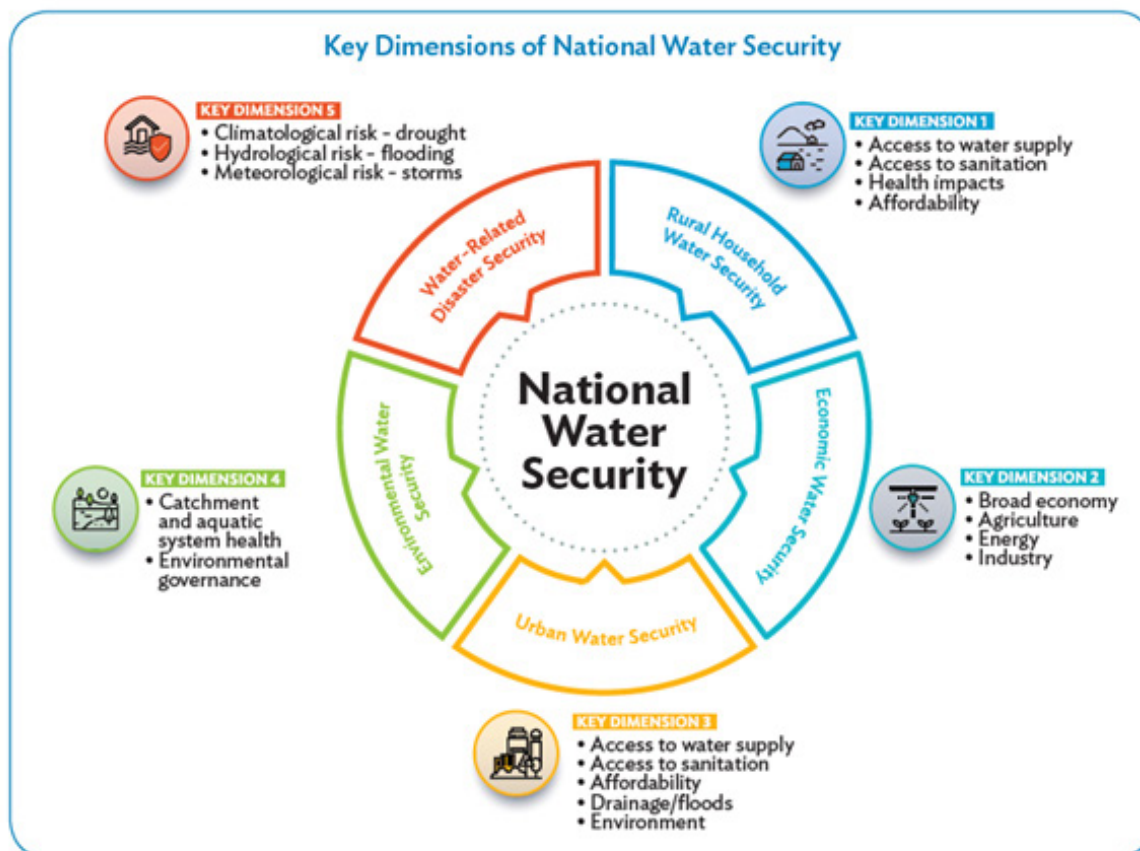 Key Dimensions of National Water Security
KEY DIMENSION 5
• Climatological risk – drought
• Hydrological risk – flooding
• Meteorological risk – storms
KEY DIMENSION 1
• Access to water supply
• Access to sanitation
• Health impacts
• Affordability
Water-Related
Disaster Security
Rural Household
Water Security
National
Water
Security
Environmental Water
Security
Economic Water Security
KEY DIMENSION 4
• Catchment
and aquatic
system health
• Environmental
governance
KEY DIMENSION 2
• Broad economy
• Agriculture
• Energy
• Industry
Urban Water Security
KEY DIMENSION 3
• Access to water supply
• Access to sanitation
• Affordability
• Drainage/floods
• Environment